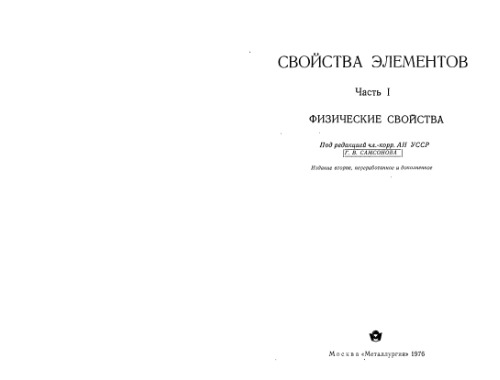 СВОЙСТВА ЭЛЕМЕНТОВ
Часть I
ФИЗИЧЕСКИЕ СВОЙСТВА
Под редакцией чл.-корр. АН УССР
Г. В. САМСОНОВА
Издание второе, переработанное и дополненное
Москва «Металлургия» 1976